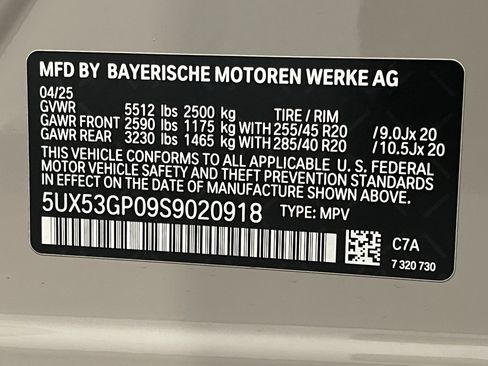 MFD BY BAYERISCHE MOTOREN WERKE AG
04/25
GVWR 5512 lbs 2500 kg TIRE / RIM
GAWR FRONT 2590 lbs 1175 kg WITH 255/45 R20 /9.0Jx 20
GAWR REAR 3230 lbs 1465 kg WITH 285/40 R20 /10.5Jx 20
THIS VEHICLE CONFORMS TO ALL APPLICABLE U. S. FEDERAL
MOTOR VEHICLE SAFETY AND THEFT PREVENTION STANDARDS
IN EFFECT ON THE DATE OF MANUFACTURE SHOWN ABOVE.
5UX53GP09S9020918 TYPE: MPV
C7A
7 320 730